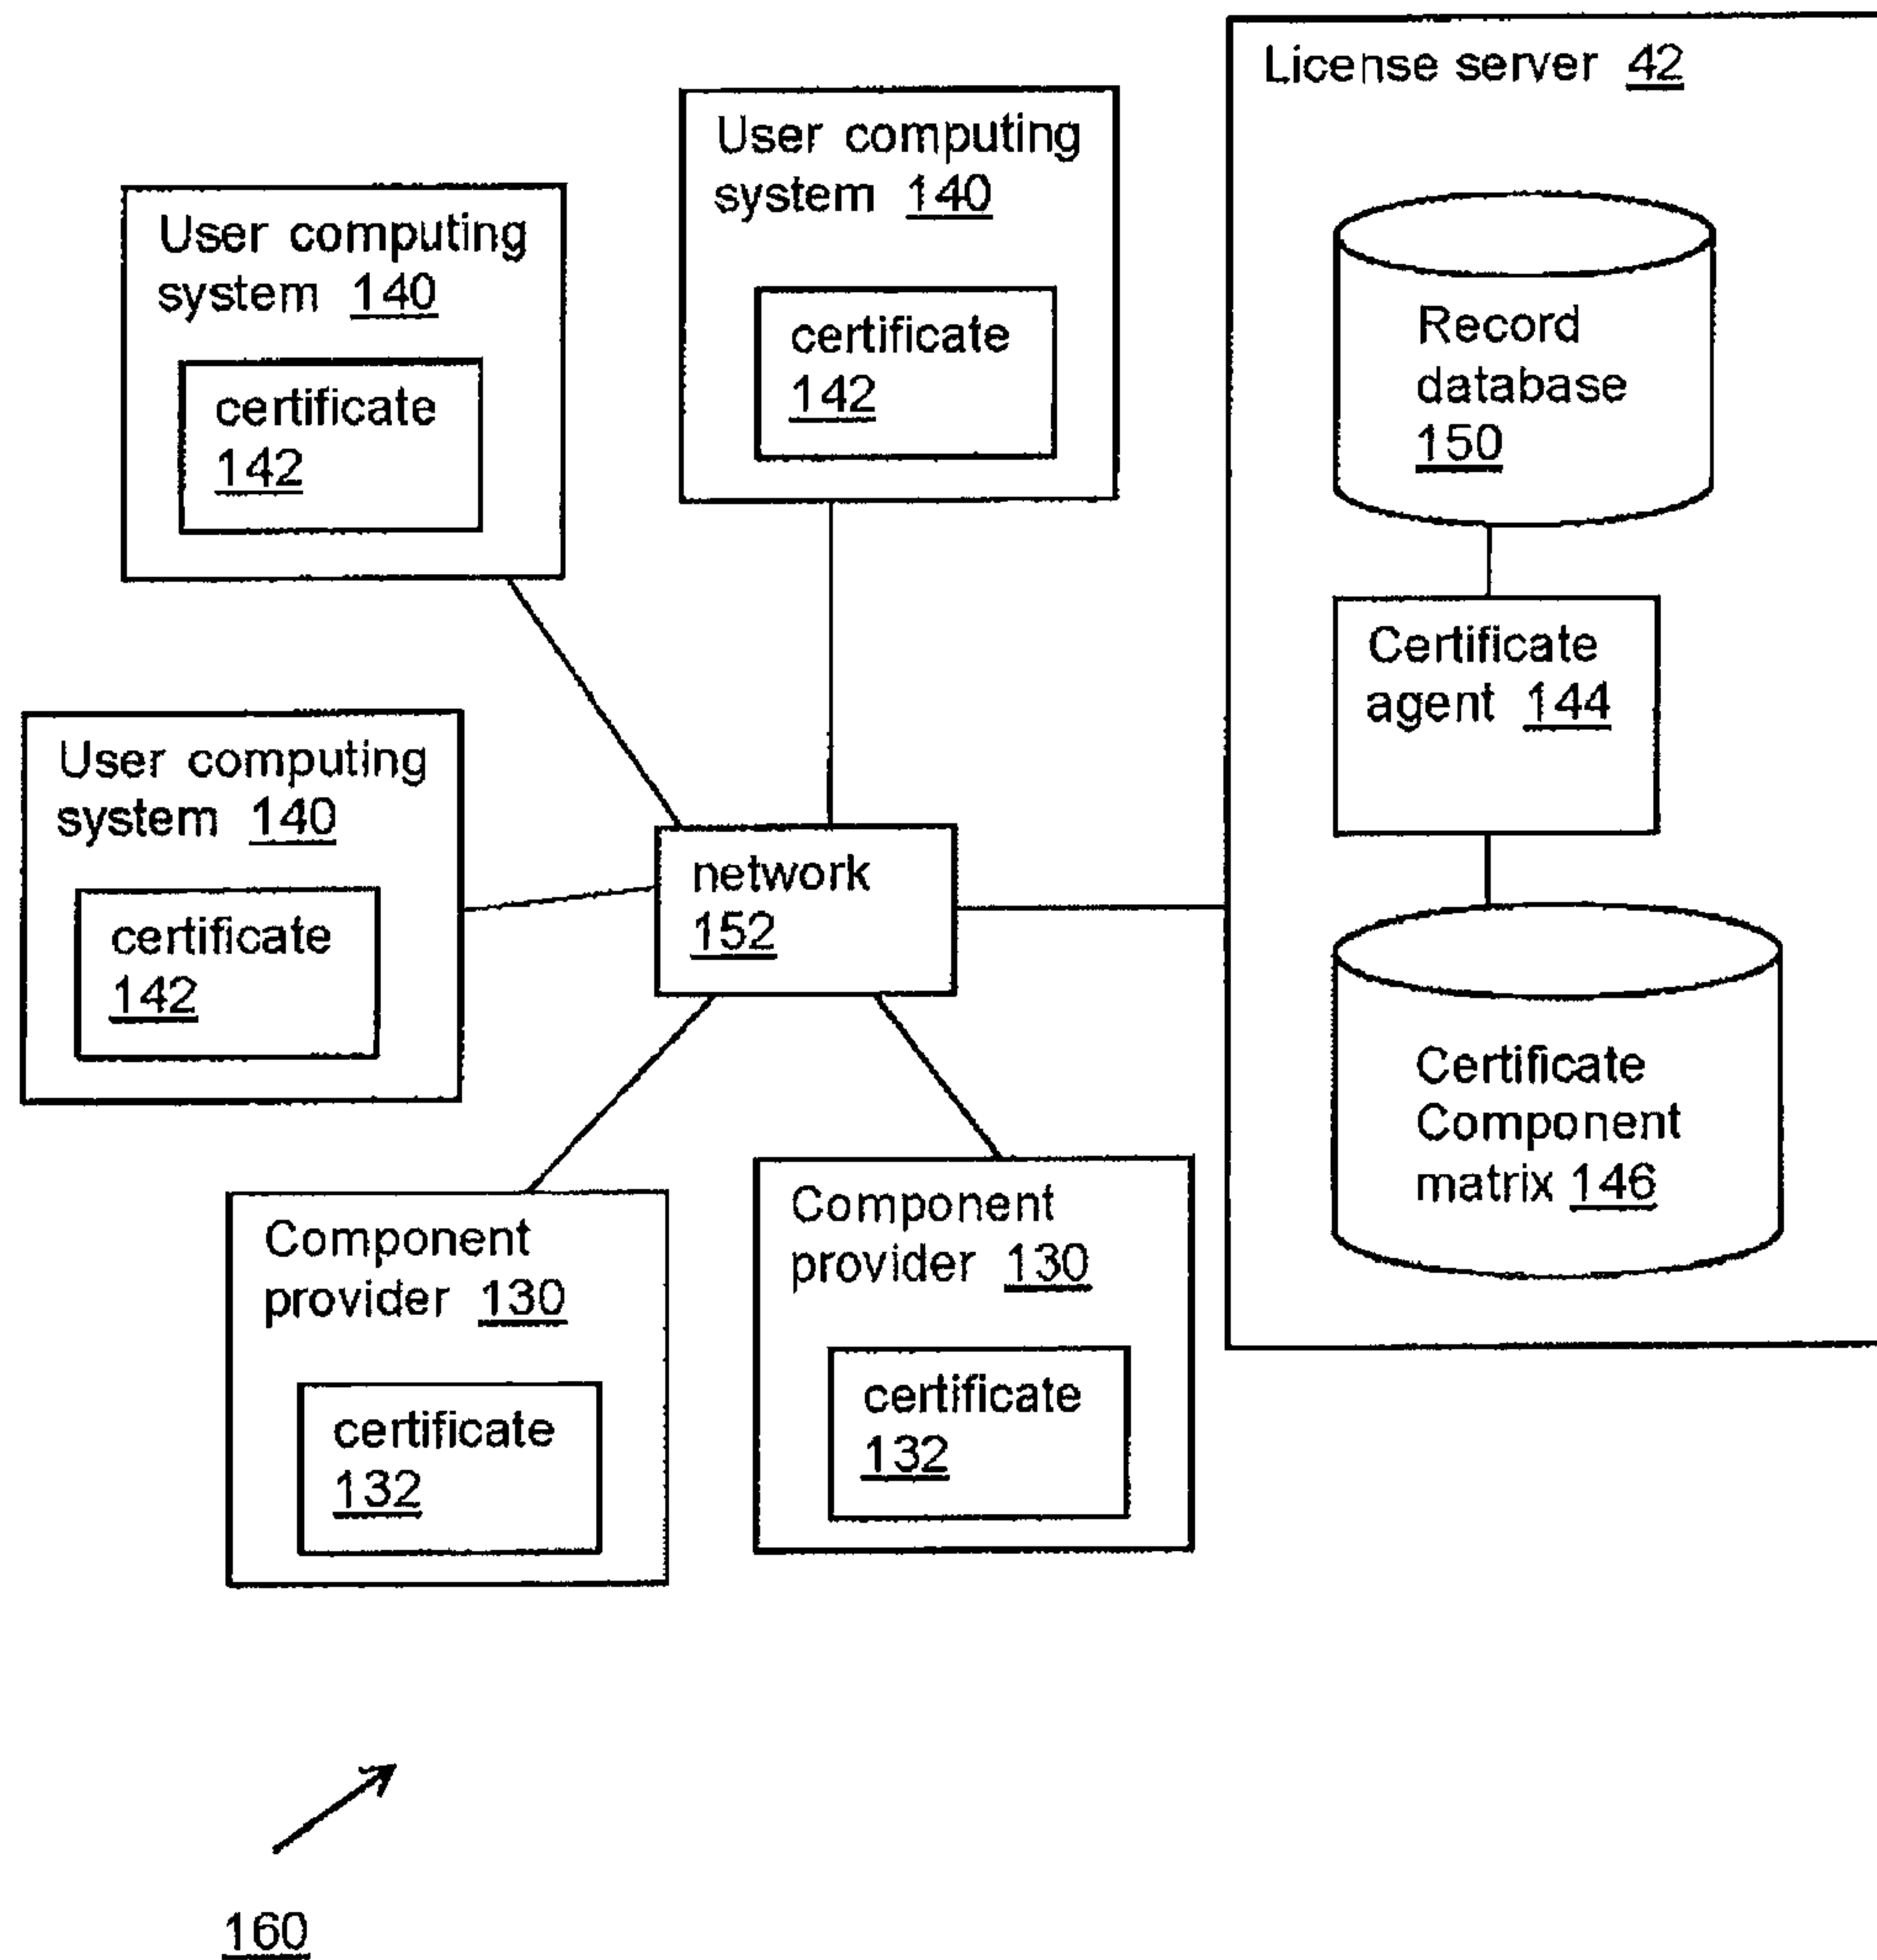 License server 42
User computing
system 140
certificate
142
User computing
system 140
certificate
142
Record
database
150
Certificate
agent 144
User computing
system 140
certificate
142
network
152
Certificate
Component
matrix 146
Component
provider 130
certificate
132
Component
provider 130
certificate
132
160